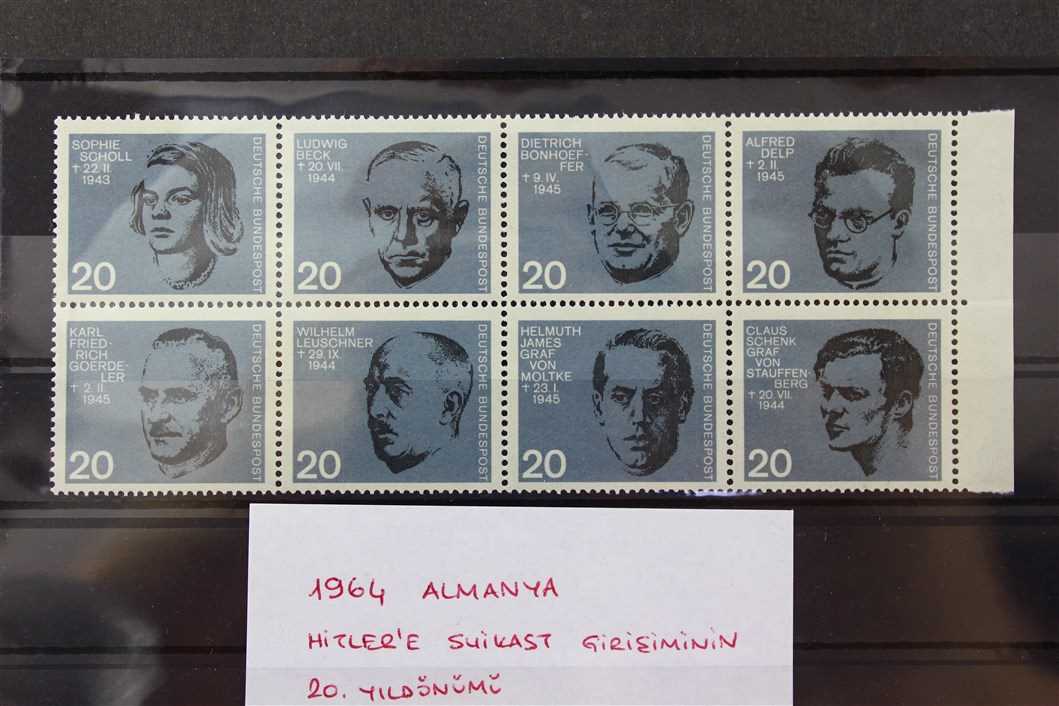 SOPHIE
SCHOLL
† 22 II
1943
DEUTSCHE BUNDESPOST
20
LUDWIG
BECK
† 20. VII.
1944
DEUTSCHE BUNDESPOST
20
DIETRICH
BONHOEF-
FER
† 9. IV.
1945
DEUTSCHE BUNDESPOST
20
ALFRED
DELP
† 2. II.
1945
DEUTSCHE BUNDESPOST
20
KARL
FRIED-
RICH
GOERDE-
LER
† 2. II
1945
DEUTSCHE BUNDESPOST
20
WILHELM
LEUSCHNER
† 29. IX.
1944
DEUTSCHE BUNDESPOST
20
HELMUTH
JAMES
GRAF
VON
MOLTKE
† 23. I.
1945
DEUTSCHE BUNDESPOST
20
CLAUS
SCHENK
GRAF
VON
STAUFFEN-
BERG
† 20 VII.
1944
DEUTSCHE BUNDESPOST
20
1964 ALMANYA
HİTLER'E SUİKAST GİRİŞİMİNİN
20. YILDÖNÜMÜ